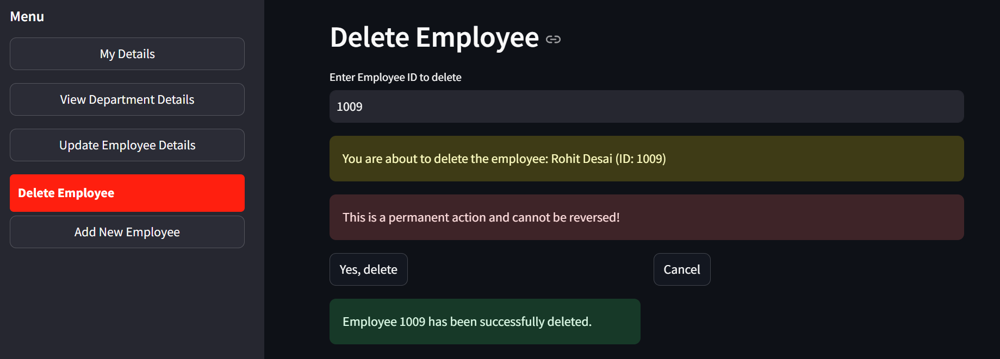 Menu
My Details
View Department Details
Update Employee Details
Delete Employee
Add New Employee
Delete Employee
Enter Employee ID to delete
1009
You are about to delete the employee: Rohit Desai (ID: 1009)
This is a permanent action and cannot be reversed!
Yes, delete
Cancel
Employee 1009 has been successfully deleted.